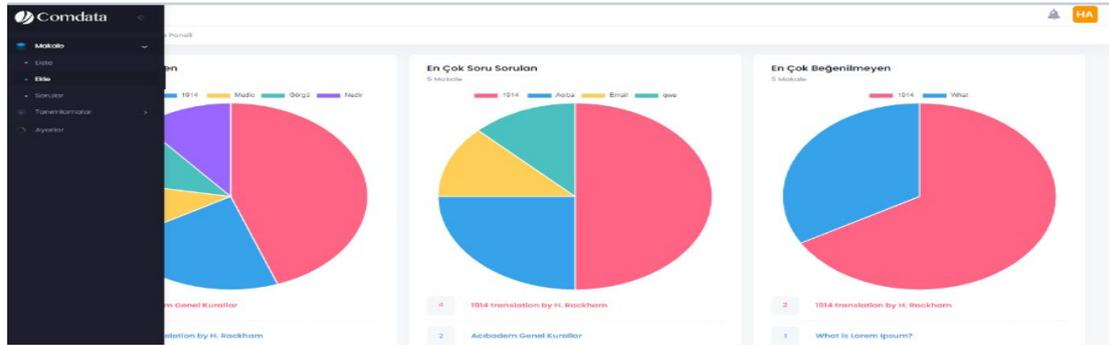 Comdata
HA
Paneli
Makale
Liste
Ekle
Sorular
Tanımlamalar
Ayarlar
en
1914 Medic Görgü Nedir
m Genel Kurallar
nslation by H. Rackham
En Çok Soru Sorulan
5 Makale
1914 Acıba Email qwe
4 1914 translation by H. Rackham
2 Acıbadem Genel Kurallar
En Çok Beğenilmeyen
5 Makale
1914 What
2 1914 translation by H. Rackham
1 What is Lorem Ipsum?